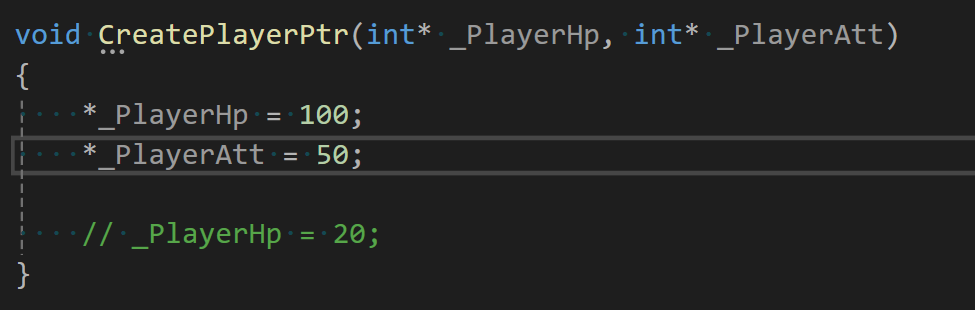 void CreatePlayerPtr(int* _PlayerHp, int* _PlayerAtt)
{
    *_PlayerHp = 100;
    *_PlayerAtt = 50;
    // _PlayerHp = 20;
}